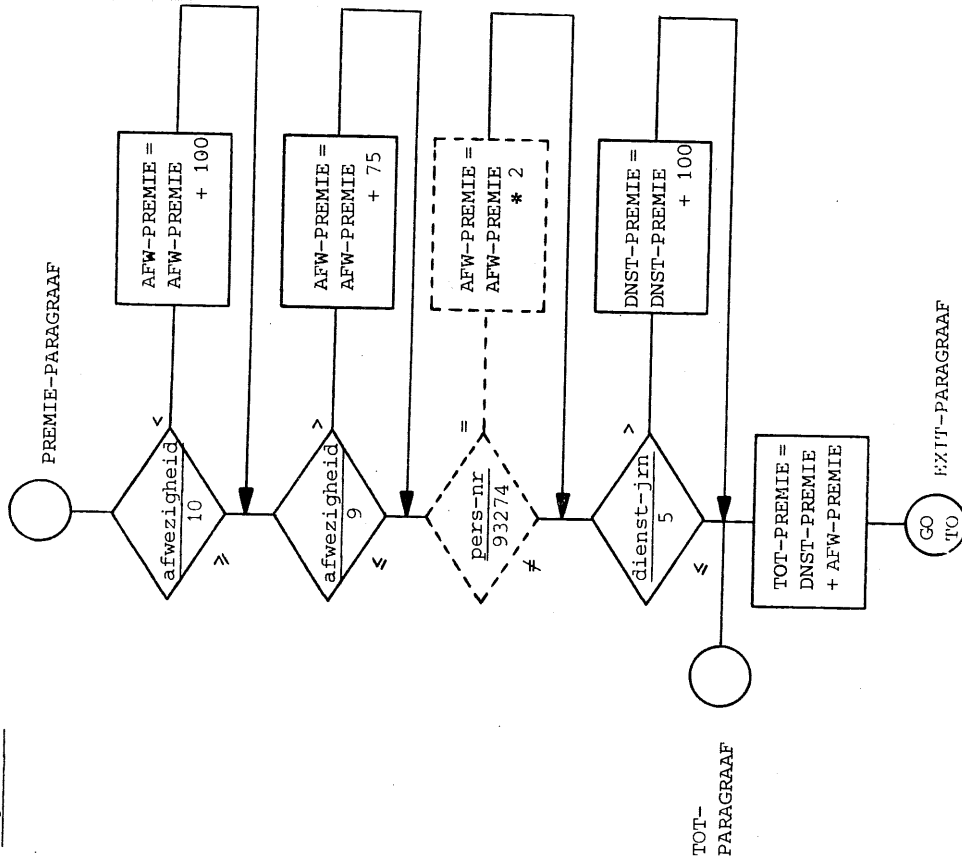 PREMIE-PARAGRAAF
afwezigheid
10
<
≥
AFW-PREMIE =
AFW-PREMIE
+ 100
afwezigheid
9
>
≤
AFW-PREMIE =
AFW-PREMIE
+ 75
pers-nr
93274
=
≠
AFW-PREMIE =
AFW-PREMIE
* 2
dienst-jrn
5
>
≤
DNST-PREMIE =
DNST-PREMIE
+ 100
TOT-
PARAGRAAF
TOT-PREMIE =
DNST-PREMIE
+ AFW-PREMIE
GO
TO
EXIT-PARAGRAAF